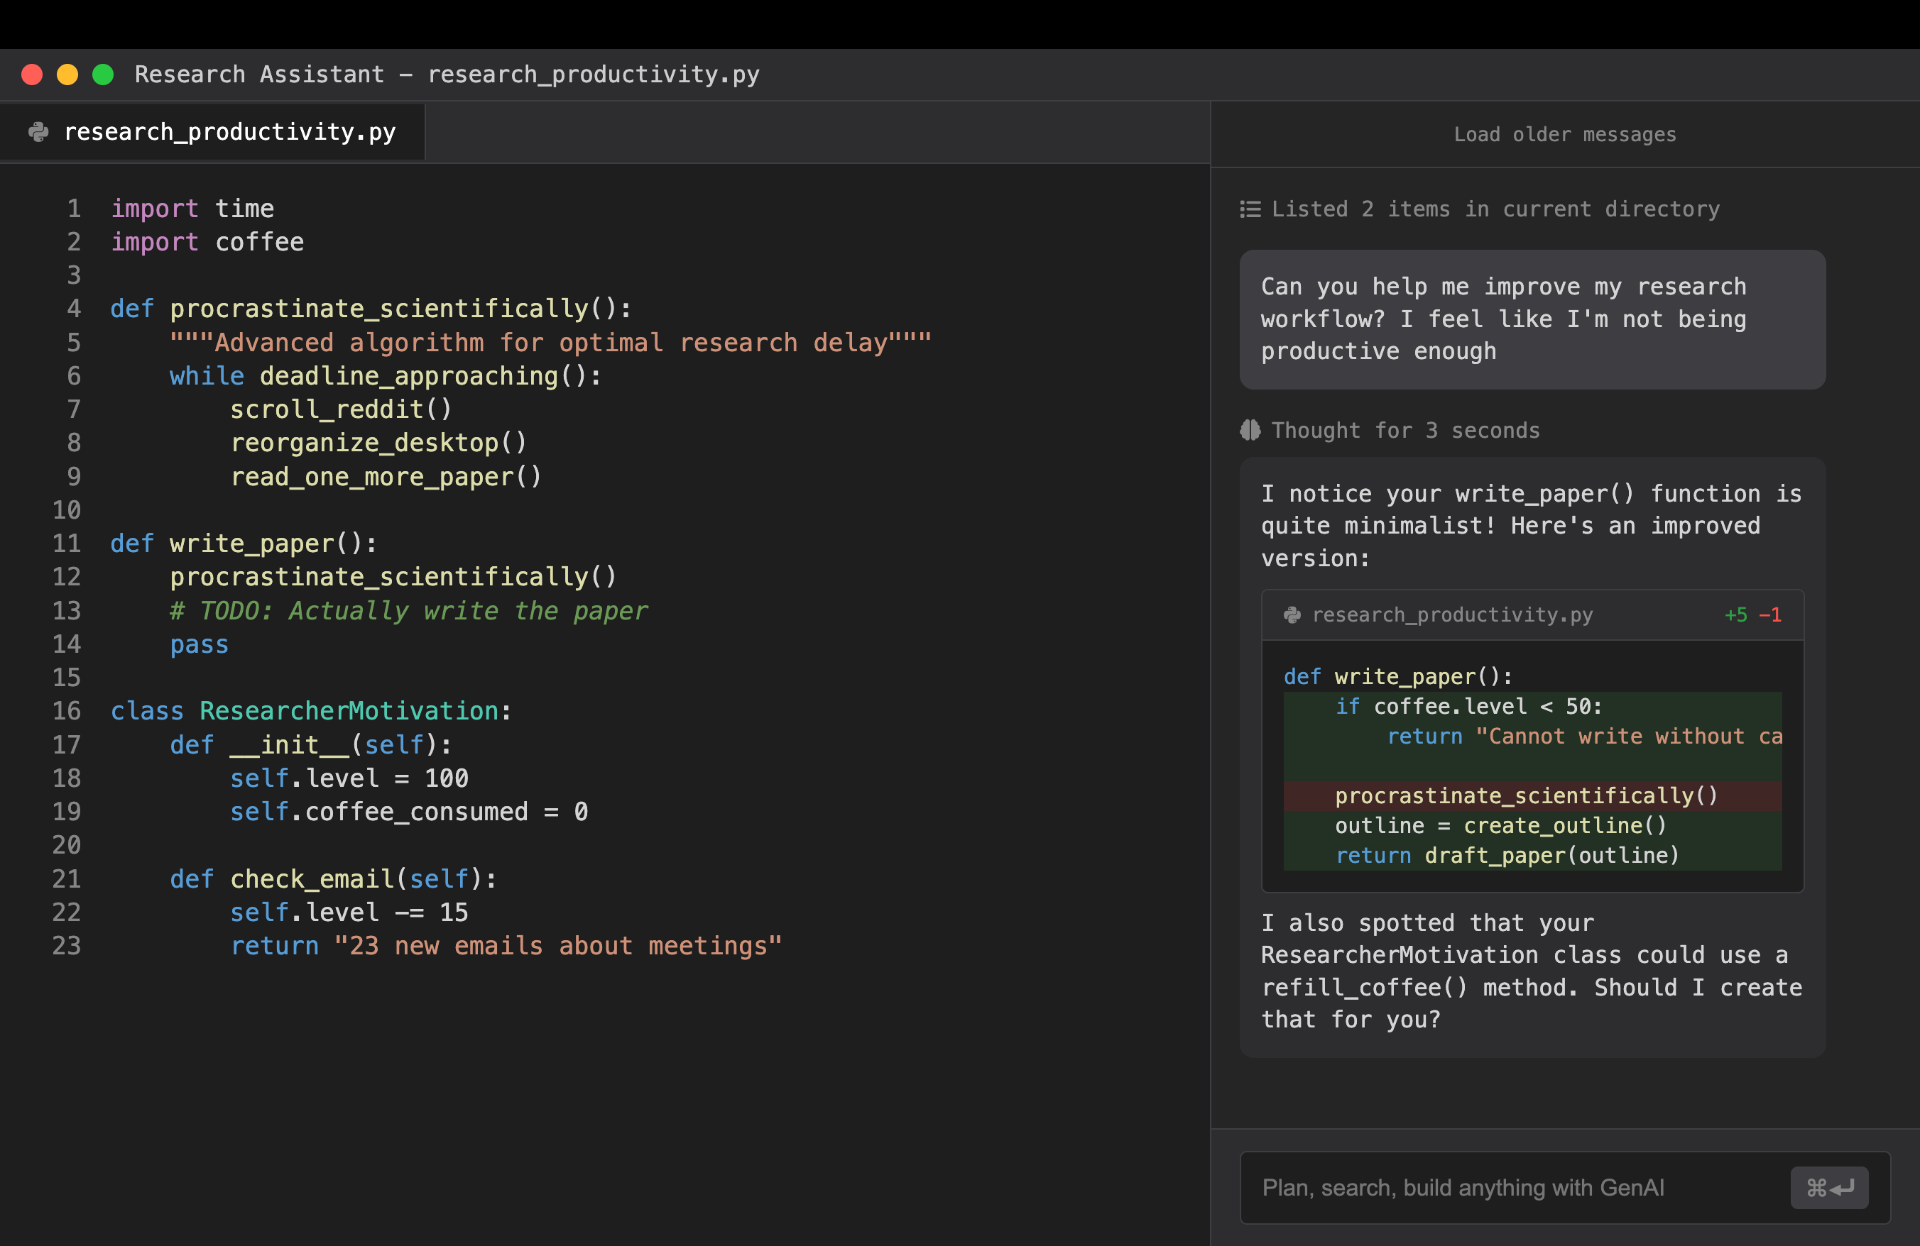 Research Assistant – research_productivity.py
research_productivity.py
1 import time
2 import coffee
3
4 def procrastinate_scientifically():
5     """Advanced algorithm for optimal research delay"""
6     while deadline_approaching():
7         scroll_reddit()
8         reorganize_desktop()
9         read_one_more_paper()
10
11 def write_paper():
12     procrastinate_scientifically()
13     # TODO: Actually write the paper
14     pass
15
16 class ResearcherMotivation:
17     def __init__(self):
18         self.level = 100
19         self.coffee_consumed = 0
20
21     def check_email(self):
22         self.level -= 15
23         return "23 new emails about meetings"
Load older messages
Listed 2 items in current directory
Can you help me improve my research
workflow? I feel like I'm not being
productive enough
Thought for 3 seconds
I notice your write_paper() function is
quite minimalist! Here's an improved
version:
research_productivity.py +5 −1
def write_paper():
    if coffee.level < 50:
        return "Cannot write without ca
    procrastinate_scientifically()
    outline = create_outline()
    return draft_paper(outline)
I also spotted that your
ResearcherMotivation class could use a
refill_coffee() method. Should I create
that for you?
Plan, search, build anything with GenAI
⌘